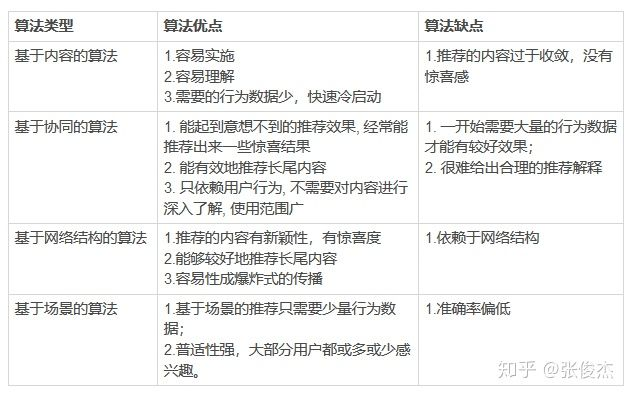 算法类型 算法优点 算法缺点
基于内容的算法 1.容易实施 1.推荐的内容过于收敛，没有
2.容易理解 惊喜感
3.需要的行为数据少，快速冷启动
基于协同的算法 1. 能起到意想不到的推荐效果, 经常能 1. 一开始需要大量的行为数据
推荐出来一些惊喜结果 才能有较好效果；
2. 能有效地推荐长尾内容 2. 很难给出合理的推荐解释
3. 只依赖用户行为, 不需要对内容进行
深入了解, 使用范围广
基于网络结构的算法 1.推荐的内容有新颖性，有惊喜度 1.依赖于网络结构
2.能够较好地推荐长尾内容
3.容易性成爆炸式的传播
基于场景的算法 1.基于场景的推荐只需要少量行为数 1.准确率偏低
据；
2.普适性强，大部分用户都或多或少感
兴趣。
知乎 @张俊杰